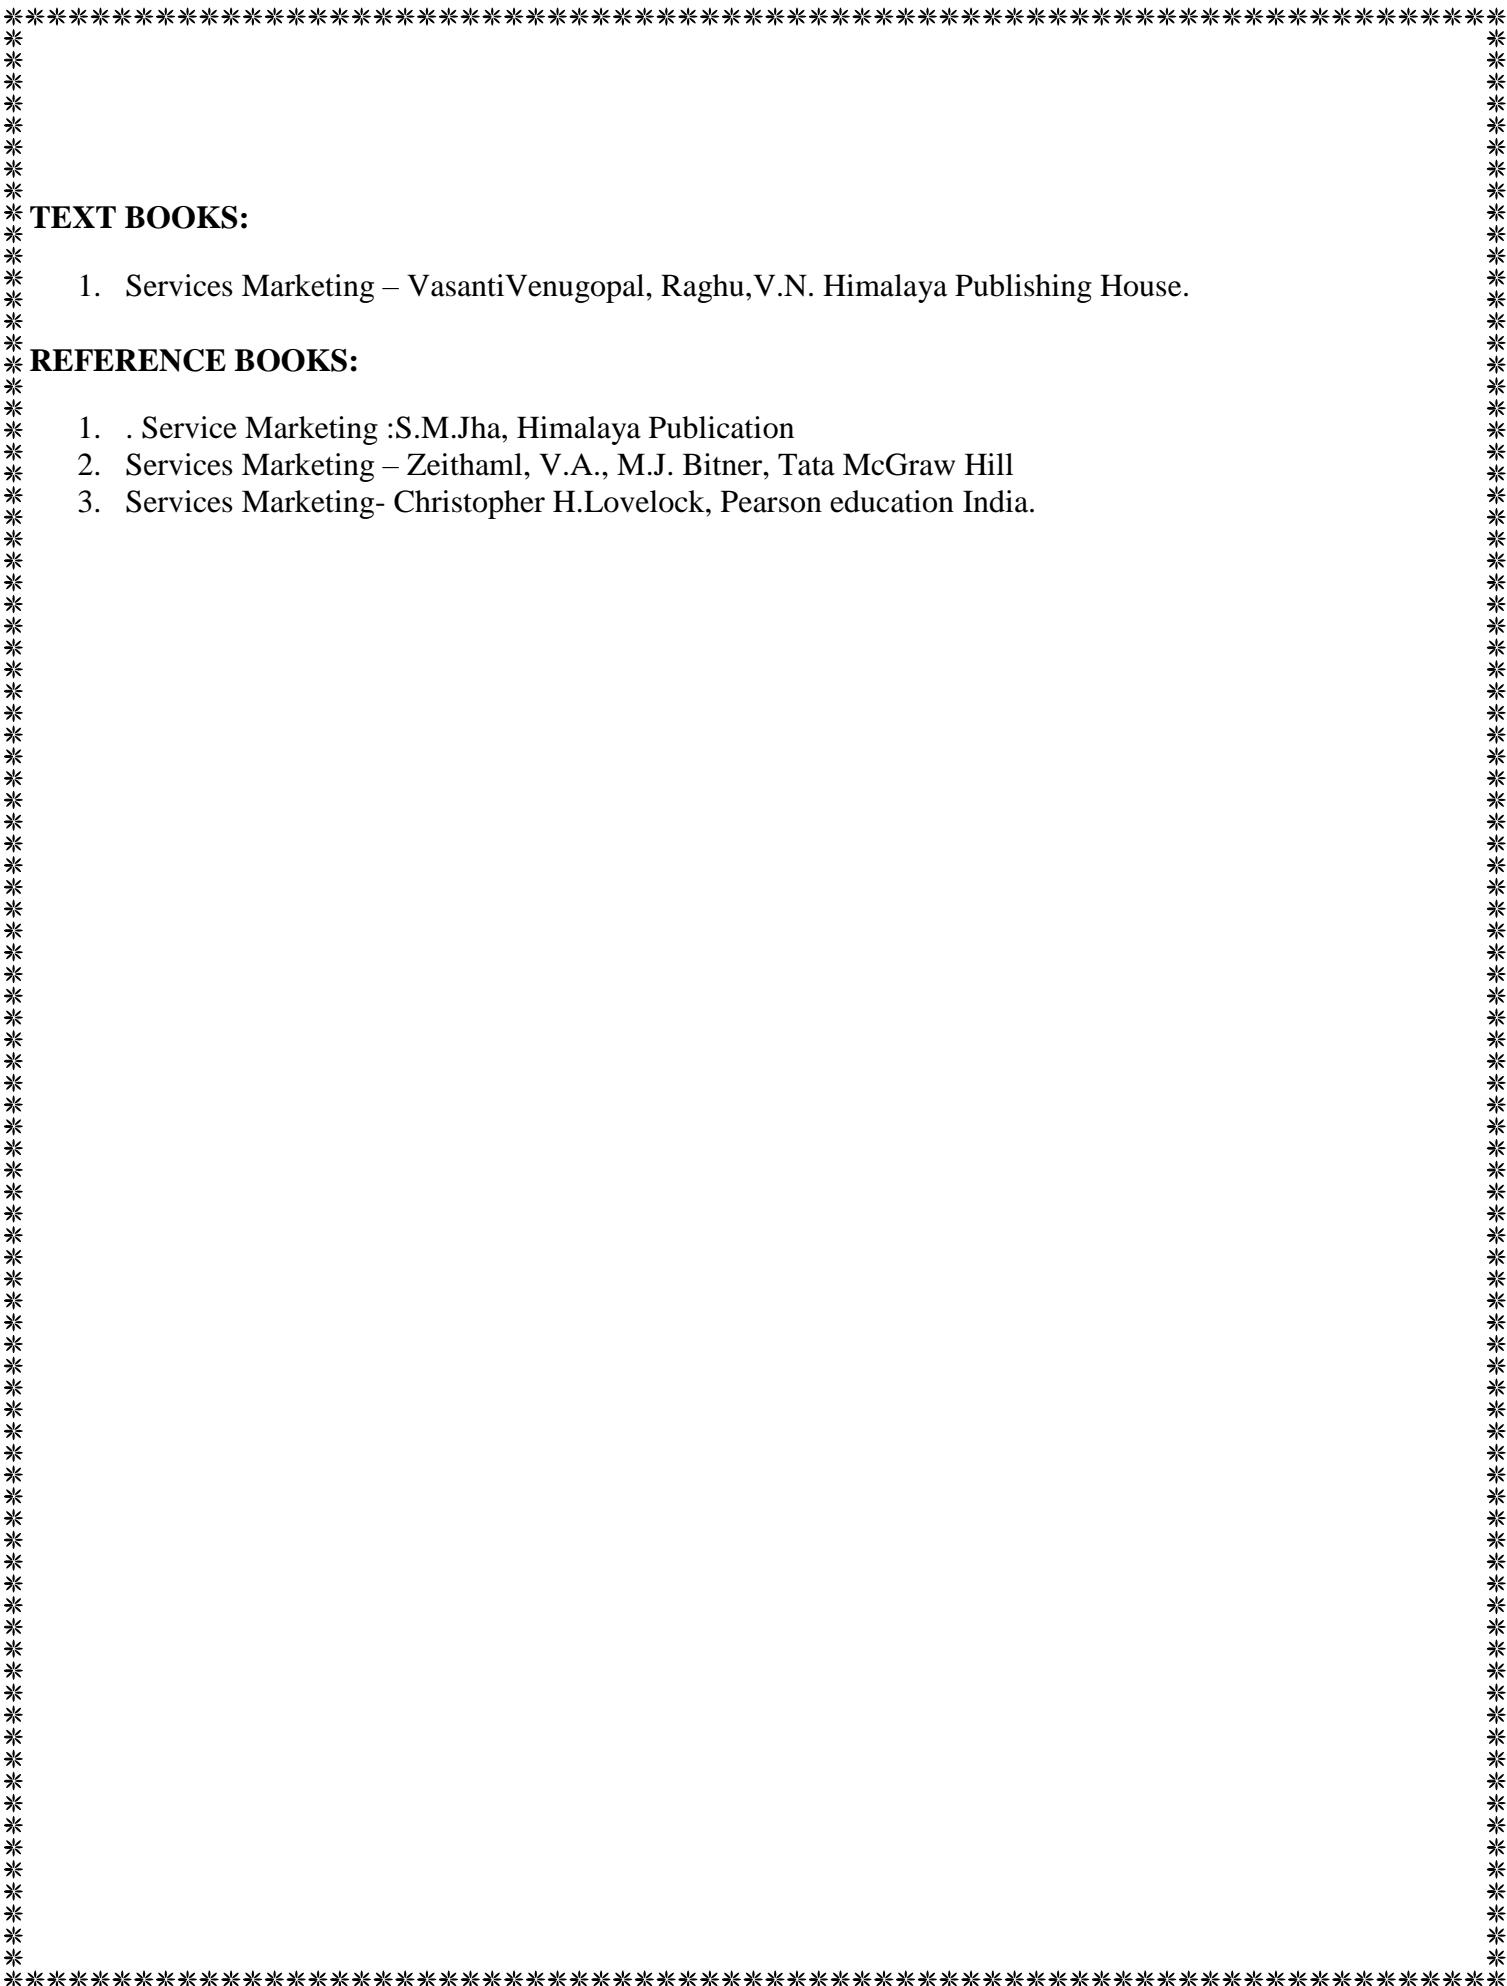 TEXT BOOKS:
1. Services Marketing – VasantiVenugopal, Raghu,V.N. Himalaya Publishing House.
REFERENCE BOOKS:
1. . Service Marketing :S.M.Jha, Himalaya Publication
2. Services Marketing – Zeithaml, V.A., M.J. Bitner, Tata McGraw Hill
3. Services Marketing- Christopher H.Lovelock, Pearson education India.